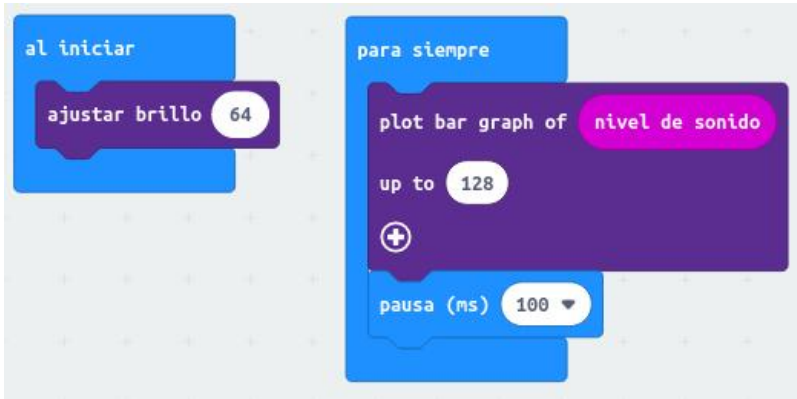 al iniciar
ajustar brillo 64
para siempre
plot bar graph of nivel de sonido
up to 128
pausa (ms) 100